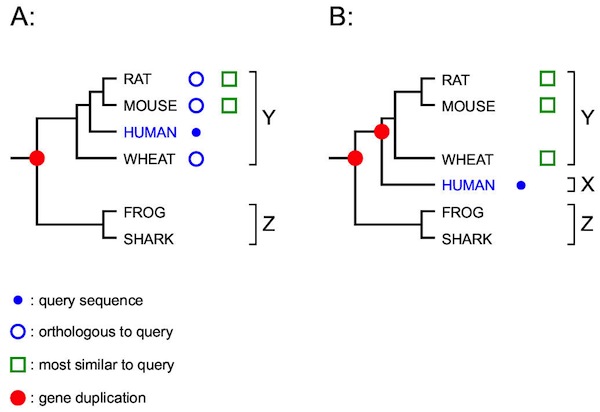 A:
RAT
MOUSE
HUMAN
WHEAT
Y
FROG
SHARK
Z
B:
RAT
MOUSE
WHEAT
Y
HUMAN
X
FROG
SHARK
Z
: query sequence
: orthologous to query
: most similar to query
: gene duplication